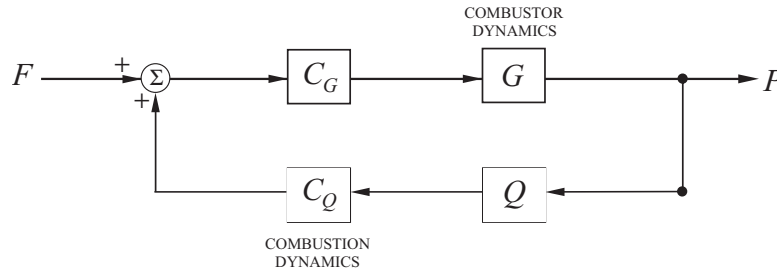 COMBUSTOR
DYNAMICS
F + Σ C_G G P
+
C_Q Q
COMBUSTION
DYNAMICS